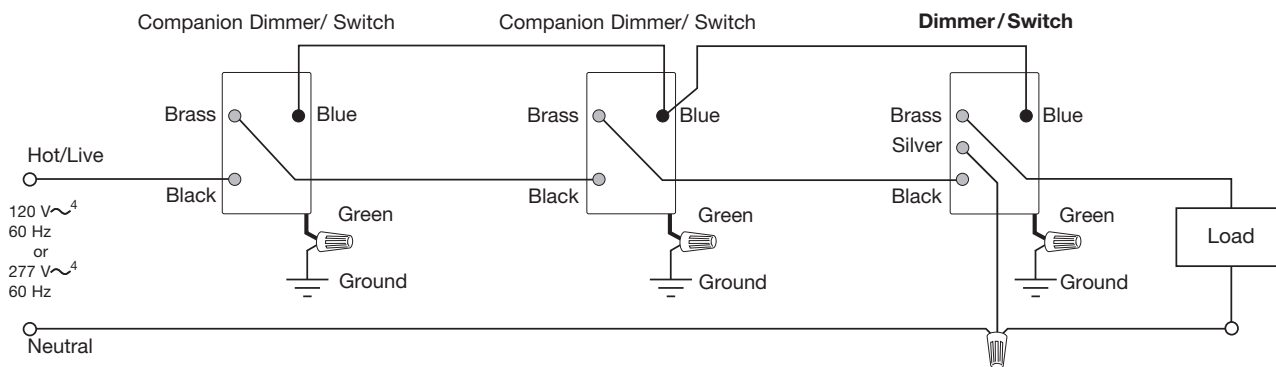 Companion Dimmer/ Switch
Companion Dimmer/ Switch
Dimmer/Switch
Brass
Blue
Brass
Blue
Brass
Blue
Silver
Hot/Live
Black
Black
Black
120 V~4
60 Hz
or
277 V~4
60 Hz
Green
Green
Green
Load
Ground
Ground
Ground
Neutral